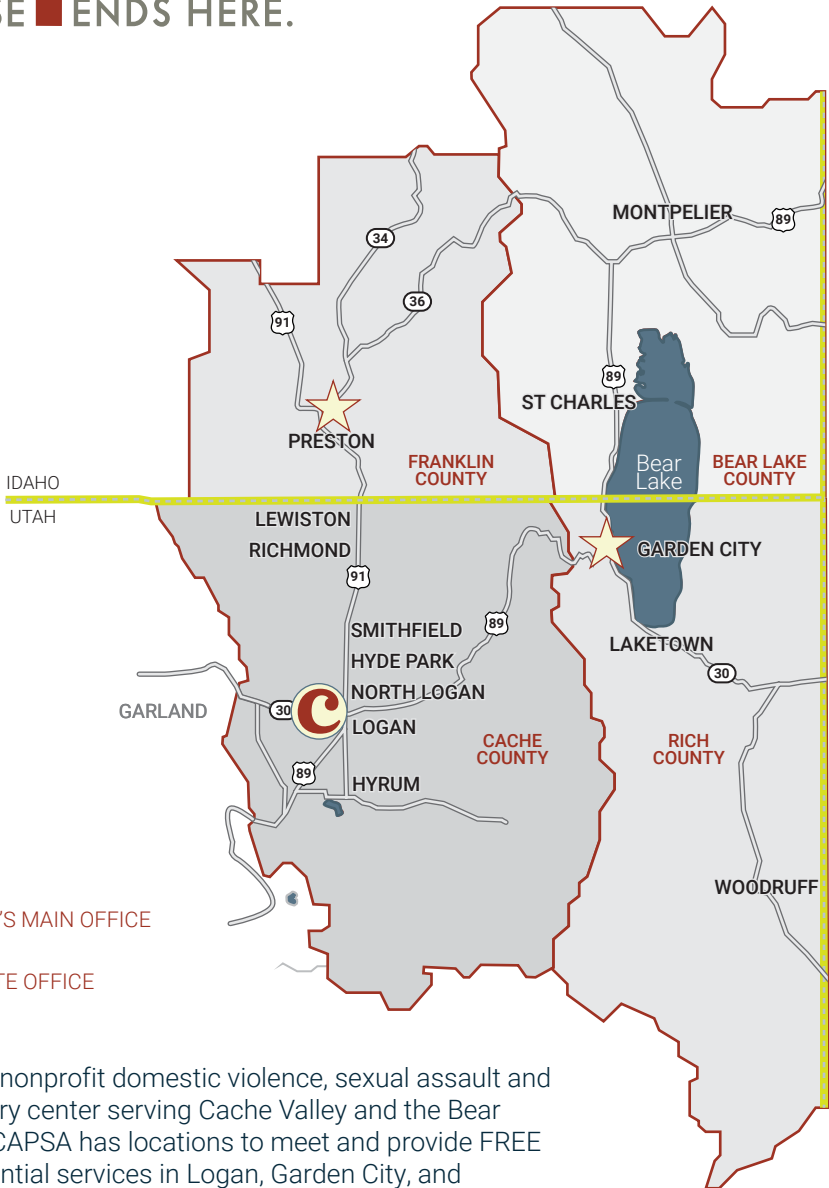 SE ENDS HERE.
MONTPELIER
89
34
36
91
89
ST CHARLES
PRESTON
FRANKLIN
COUNTY
Bear
Lake
BEAR LAKE
COUNTY
IDAHO
UTAH
LEWISTON
RICHMOND
GARDEN CITY
91
89
SMITHFIELD
HYDE PARK
NORTH LOGAN
LAKETOWN
30
GARLAND
30
C
LOGAN
CACHE
COUNTY
RICH
COUNTY
89
HYRUM
WOODRUFF
'S MAIN OFFICE
TE OFFICE
nonprofit domestic violence, sexual assault and
ry center serving Cache Valley and the Bear
CAPSA has locations to meet and provide FREE
ential services in Logan, Garden City, and